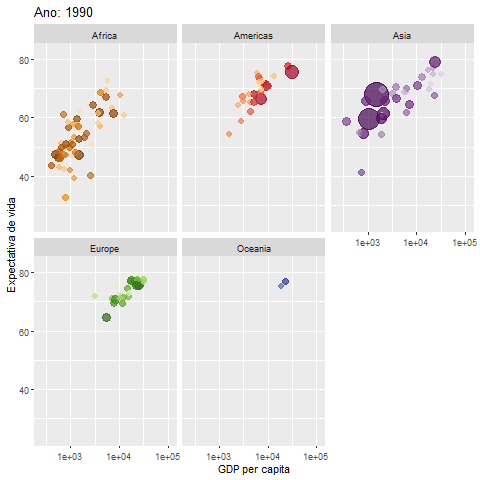 Ano: 1990
Africa
Americas
Asia
80
60
40
1e+03
1e+04
1e+05
Expectativa de vida
Europe
Oceania
80
60
40
1e+03
1e+04
1e+05
1e+03
1e+04
1e+05
GDP per capita